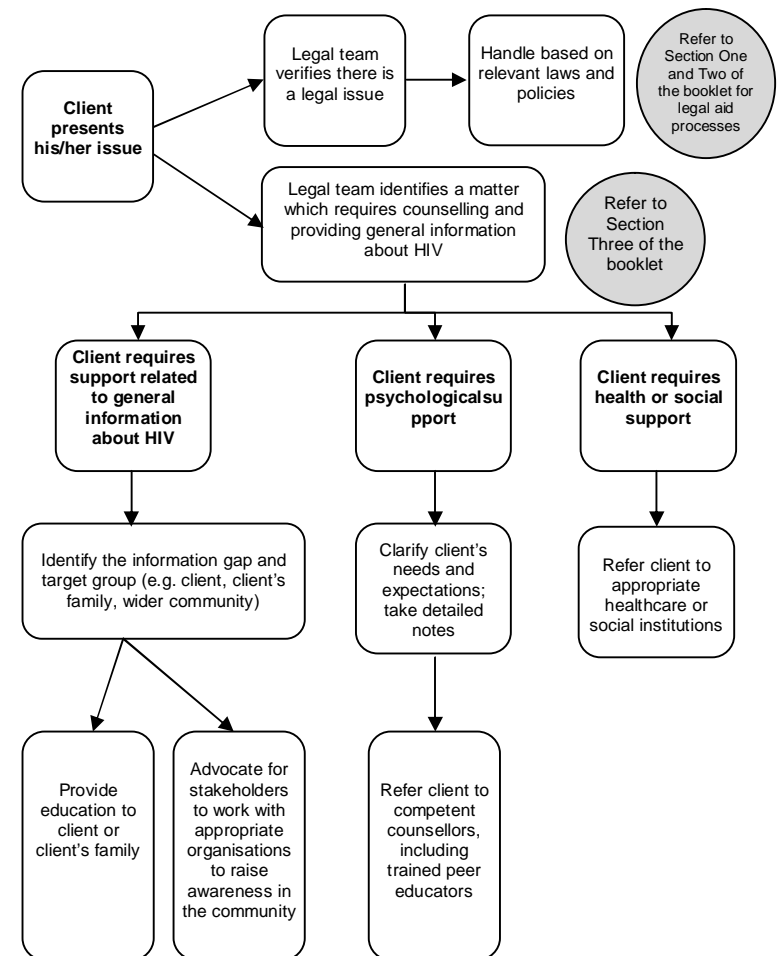 Client
presents
his/her issue
Legal team
verifies there is
a legal issue
Handle based on
relevant laws and
policies
Refer to
Section One
and Two of
the booklet for
legal aid
processes
Legal team identifies a matter
which requires counselling and
providing general information
about HIV
Refer to
Section
Three of the
booklet
Client requires
support related
to general
information
about HIV
Client requires
psychologicalsu
pport
Client requires
health or social
support
Identify the information gap and
target group (e.g. client, client's
family, wider community)
Clarify client's
needs and
expectations;
take detailed
notes
Refer client to
appropriate
healthcare or
social institutions
Provide
education to
client or
client's family
Advocate for
stakeholders
to work with
appropriate
organisations
to raise
awareness in
the community
Refer client to
competent
counsellors,
including
trained peer
educators